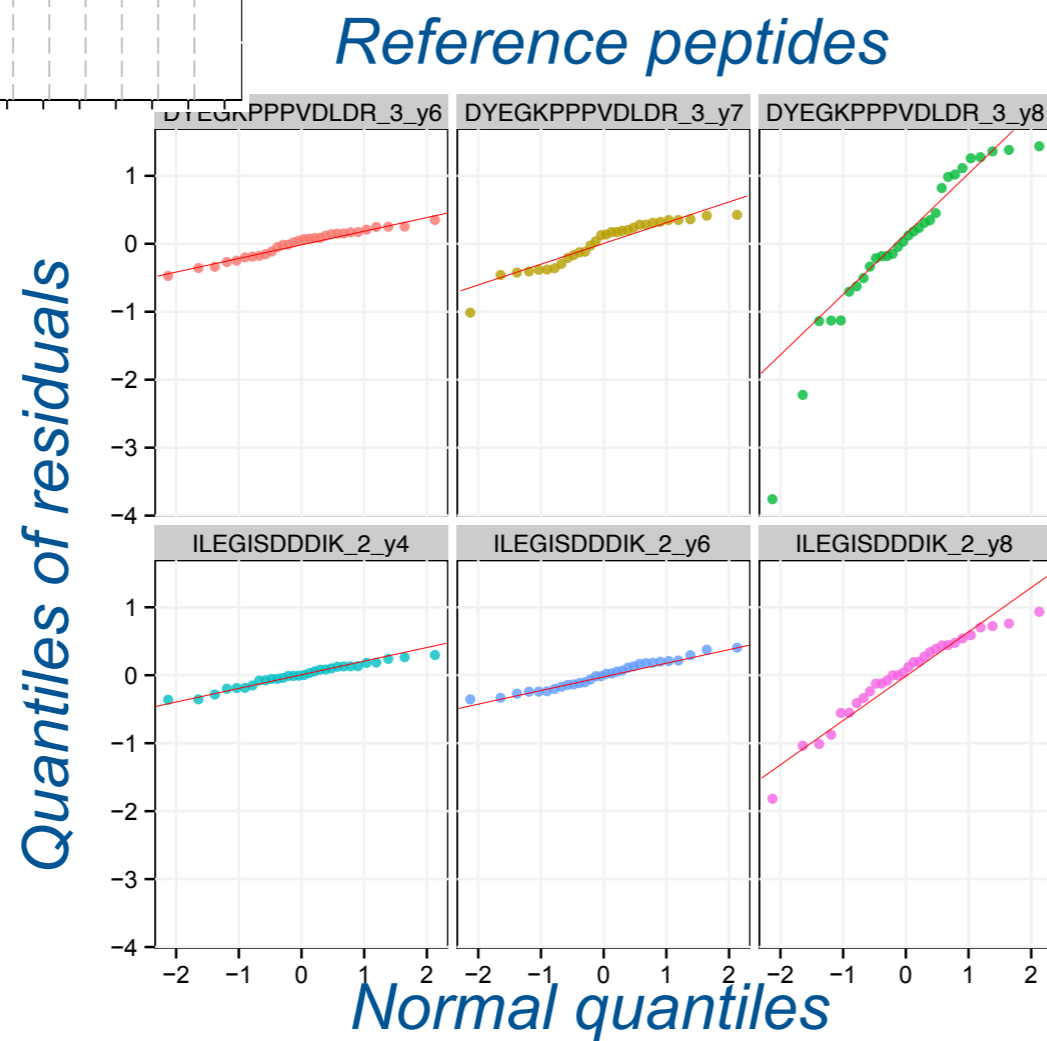 Reference peptides
DYEGKPPPVDLDR_3_y6 DYEGKPPPVDLDR_3_y7 DYEGKPPPVDLDR_3_y8
1
0
−1
−2
−3
−4
Quantiles of residuals
ILEGISDDDIK_2_y4 ILEGISDDDIK_2_y6 ILEGISDDDIK_2_y8
1
0
−1
−2
−3
−4
−2 −1 0 1 2 −2 −1 0 1 2 −2 −1 0 1 2
Normal quantiles